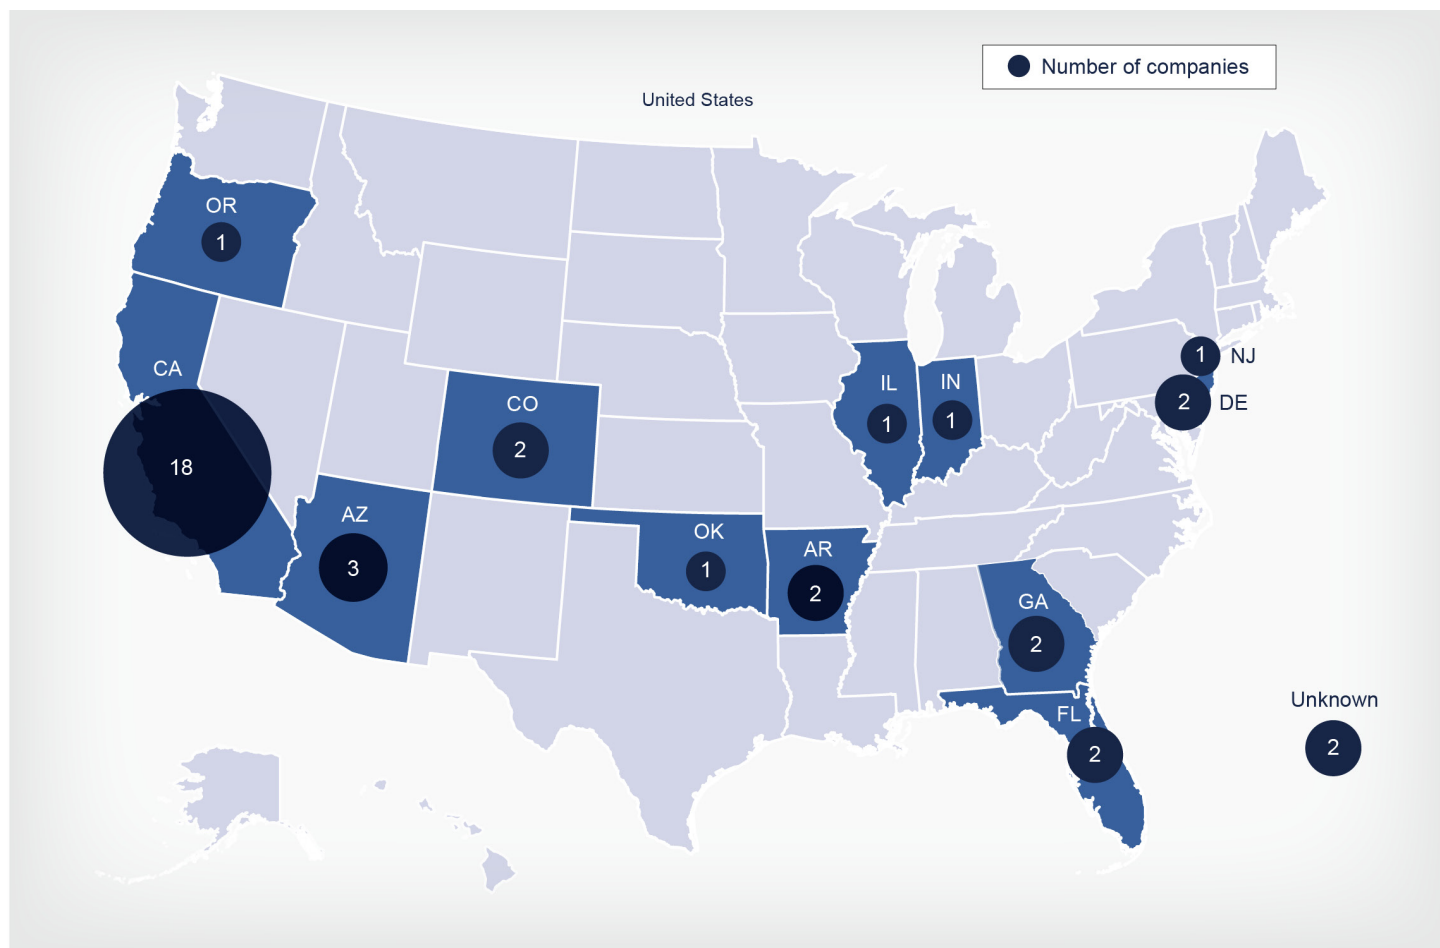 Number of companies
United States
OR
1
CA
18
CO
2
AZ
3
OK
1
AR
2
IL
1
IN
1
1 NJ
2 DE
GA
2
FL
2
Unknown
2